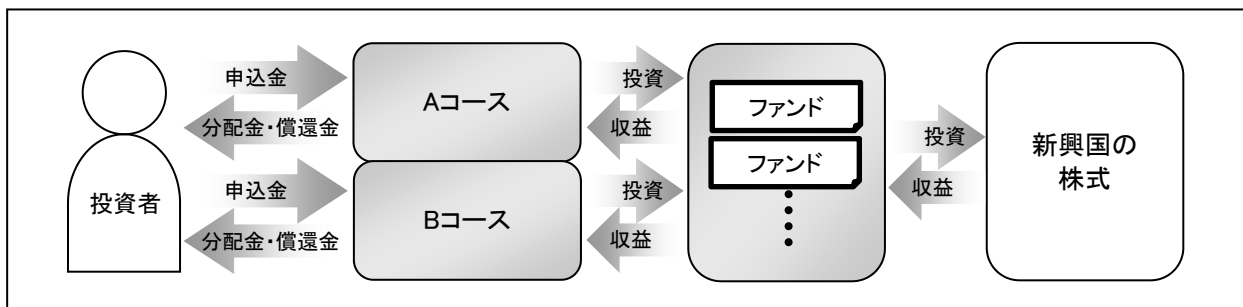 投資者
申込金
分配金・償還金
申込金
分配金・償還金
Aコース
Bコース
投資
収益
投資
収益
ファンド
ファンド
投資
収益
新興国の
株式